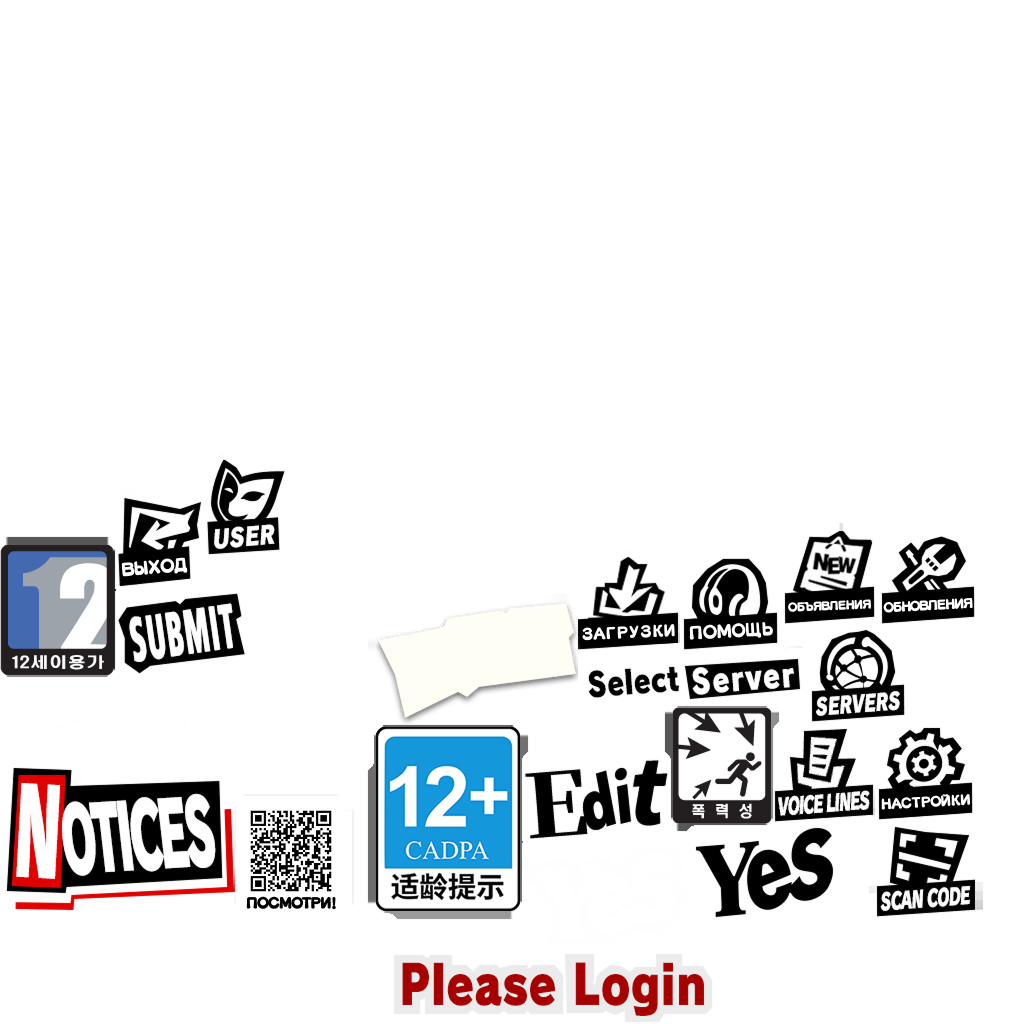 USER
ВЫХОД
12
12세이용가
SUBMIT
NEW
ОБЪЯВЛЕНИЯ
ОБНОВЛЕНИЯ
ЗАГРУЗКИ
ПОМОЩЬ
Select Server
SERVERS
폭력성
VOICE LINES
НАСТРОЙКИ
NOTICES
ПОСМОТРИ!
12+
CADPA
适龄提示
Edit
Yes
SCAN CODE
Please Login